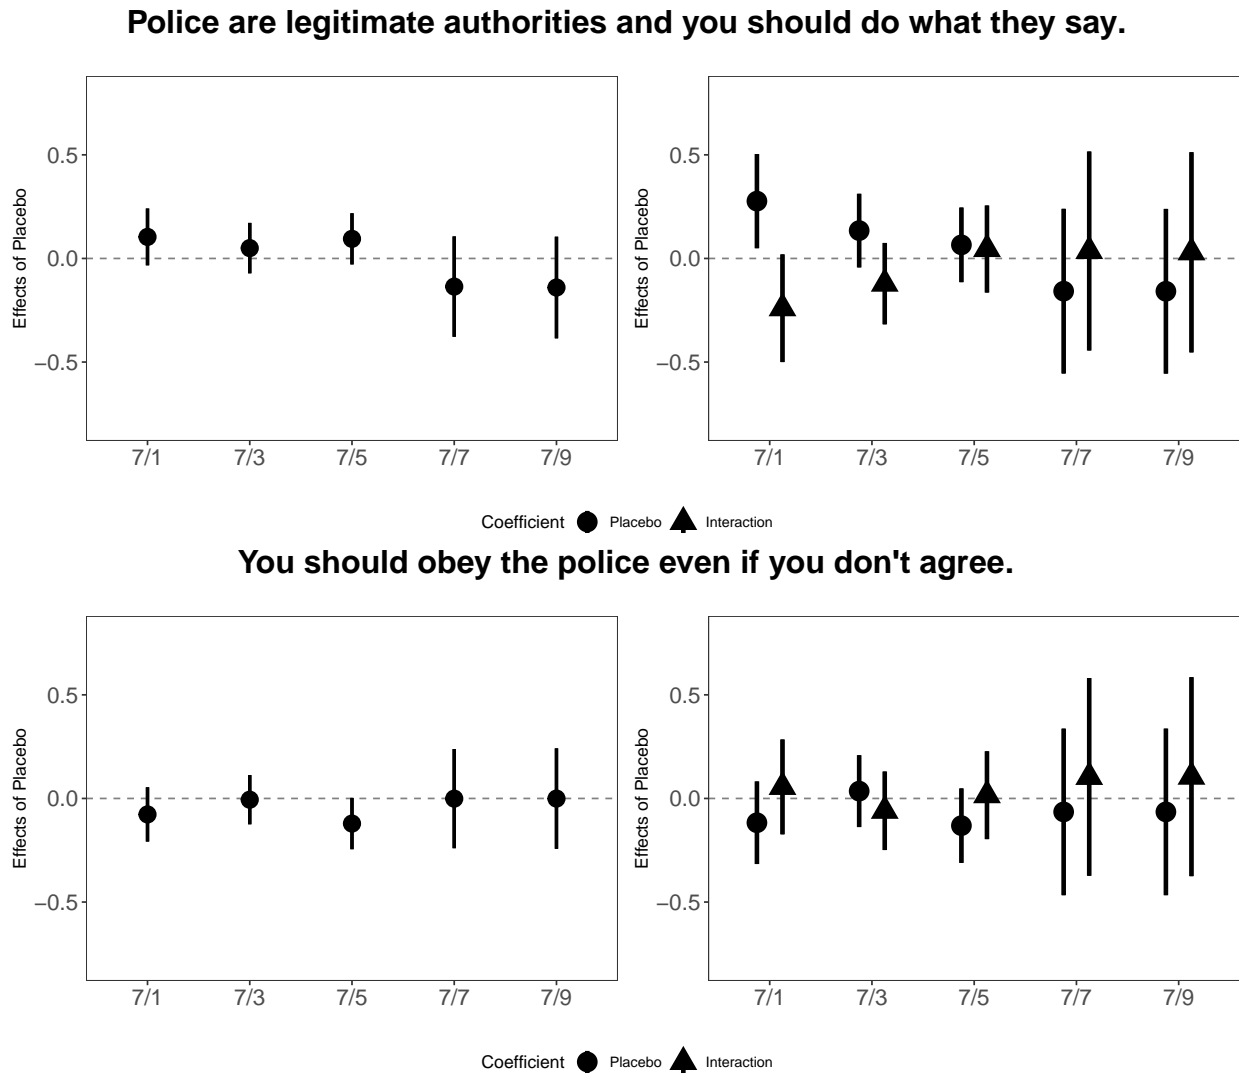 Police are legitimate authorities and you should do what they say.
Effects of Placebo
0.5
0.0
−0.5
7/1 7/3 7/5 7/7 7/9
Effects of Placebo
0.5
0.0
−0.5
7/1 7/3 7/5 7/7 7/9
Coefficient Placebo Interaction
You should obey the police even if you don't agree.
Effects of Placebo
0.5
0.0
−0.5
7/1 7/3 7/5 7/7 7/9
Effects of Placebo
0.5
0.0
−0.5
7/1 7/3 7/5 7/7 7/9
Coefficient Placebo Interaction